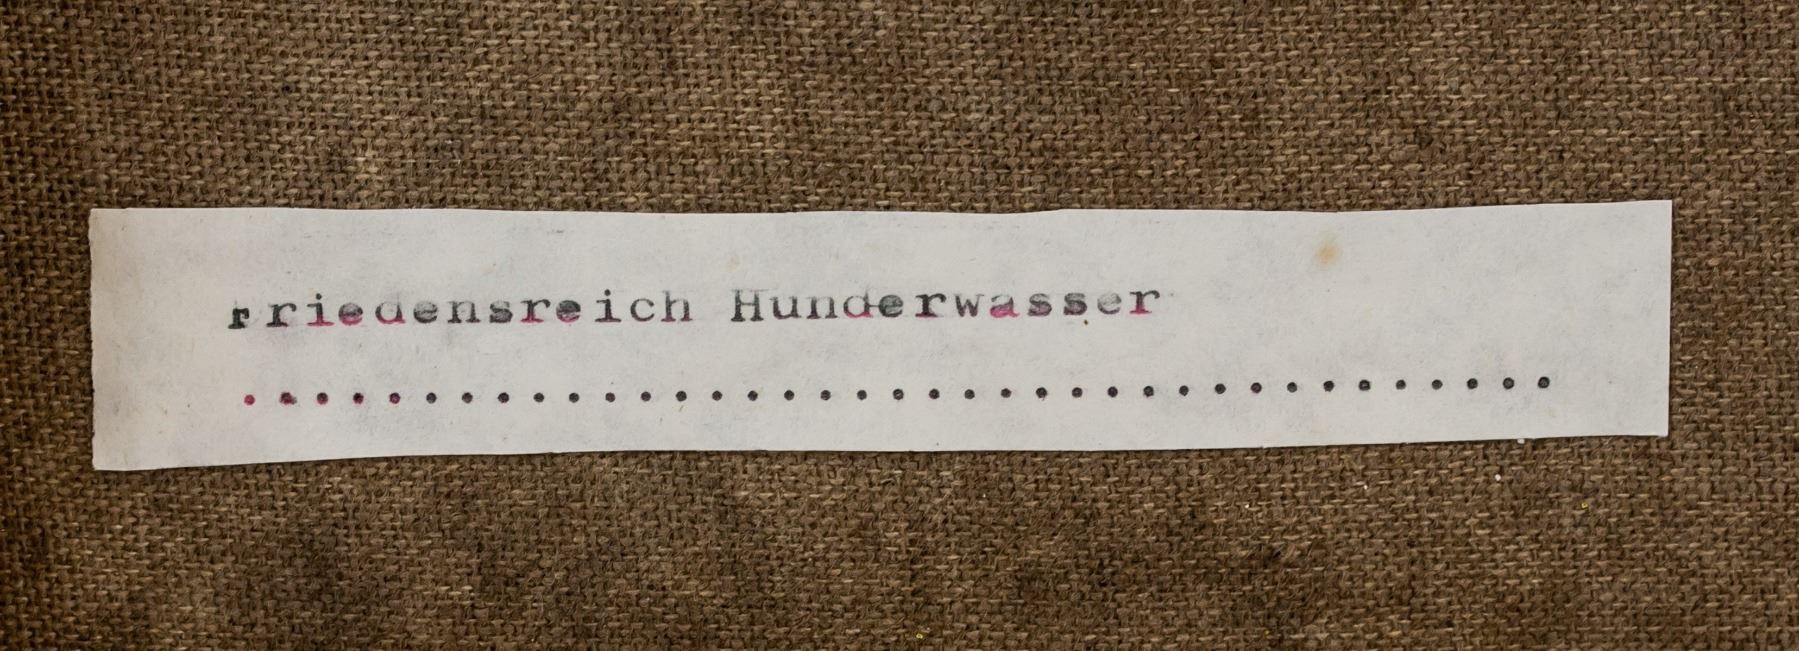 Friedensreich Hunderwasser
.....................................